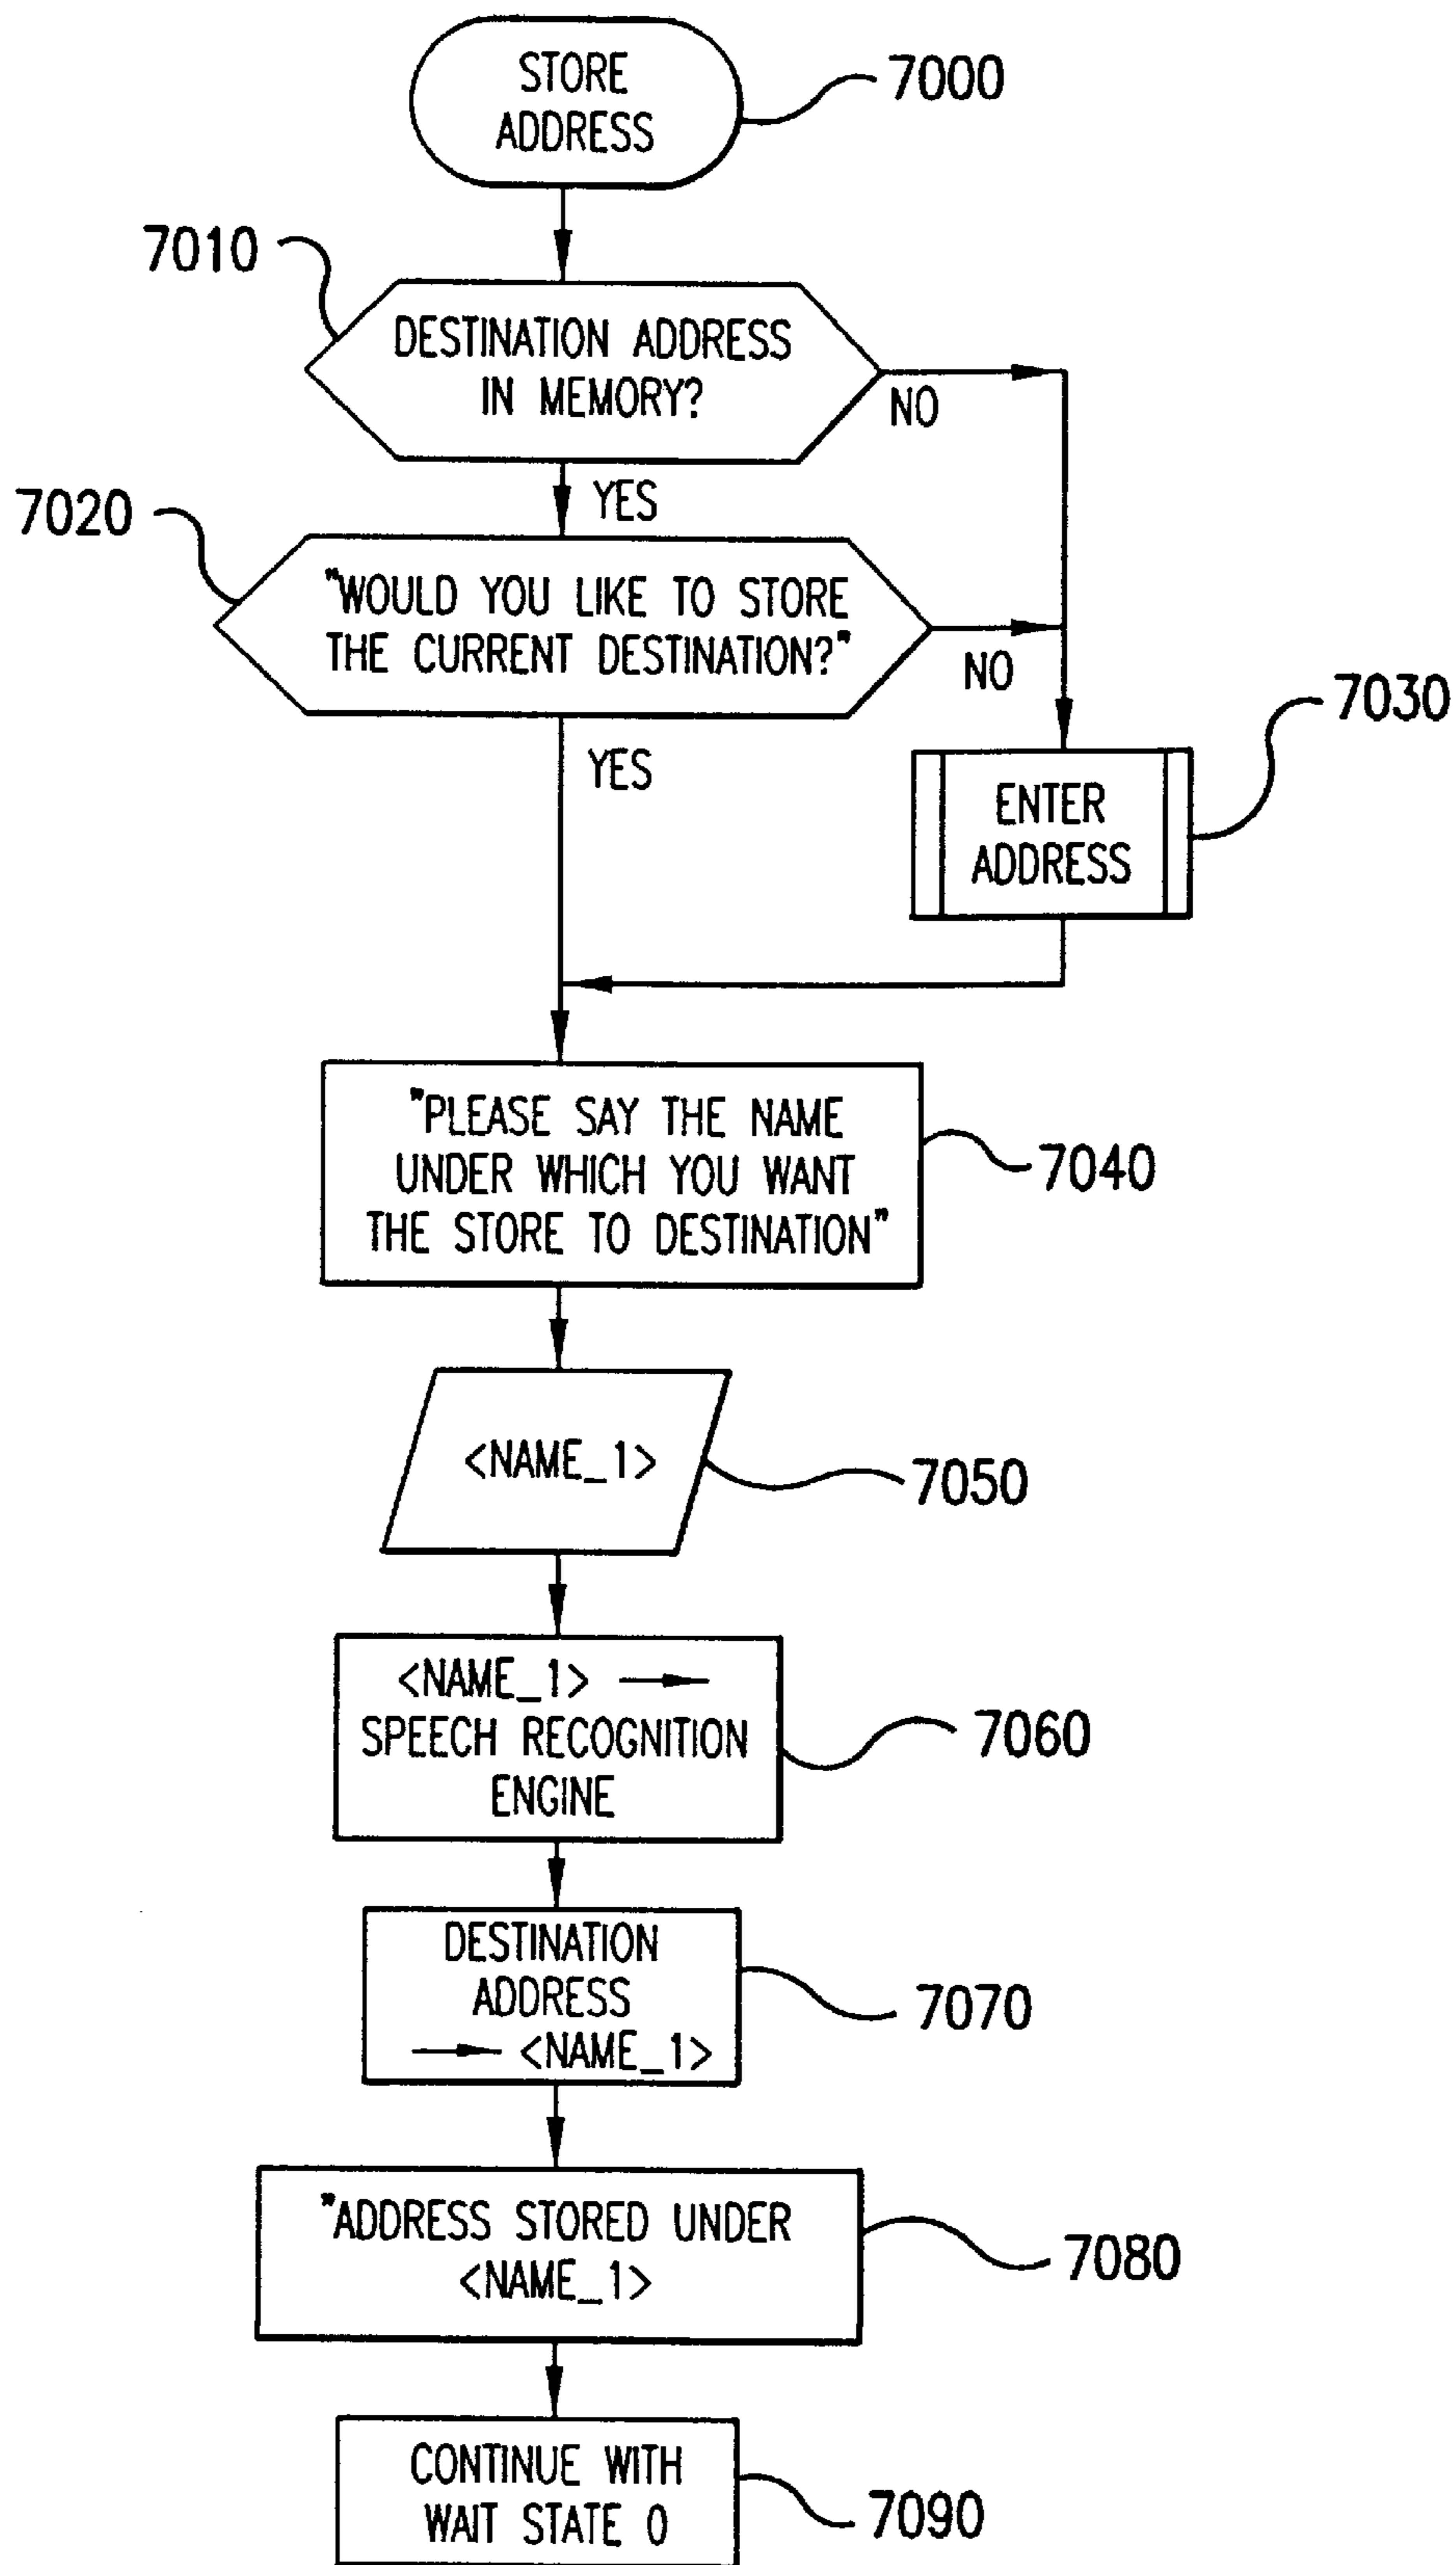 STORE
ADDRESS
7000
7010
DESTINATION ADDRESS
IN MEMORY?
NO
YES
7020
"WOULD YOU LIKE TO STORE
THE CURRENT DESTINATION?"
NO
YES
7030
ENTER
ADDRESS
"PLEASE SAY THE NAME
UNDER WHICH YOU WANT
THE STORE TO DESTINATION"
7040
<NAME_1>
7050
<NAME_1> →
SPEECH RECOGNITION
ENGINE
7060
DESTINATION
ADDRESS
→ <NAME_1>
7070
"ADDRESS STORED UNDER
<NAME_1>
7080
CONTINUE WITH
WAIT STATE 0
7090